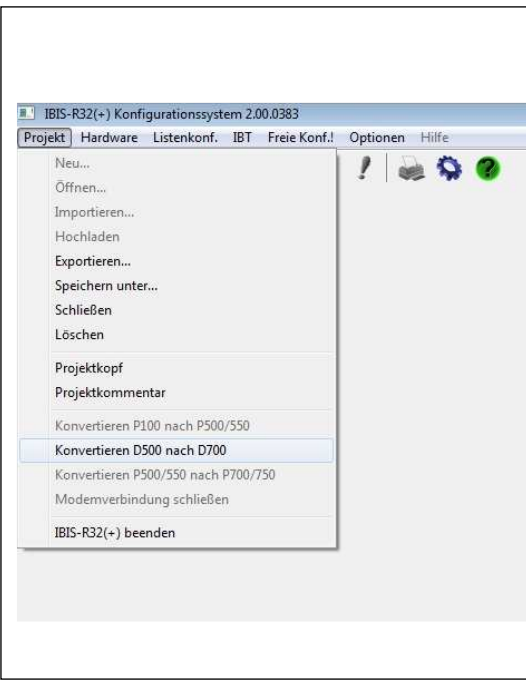 IBIS-R32(+) Konfigurationssystem 2.00.0383
Projekt Hardware Listenkonf. IBT Freie Konf.! Optionen Hilfe
Neu...
Öffnen...
Importieren...
Hochladen
Exportieren...
Speichern unter...
Schließen
Löschen
Projektkopf
Projektkommentar
Konvertieren P100 nach P500/550
Konvertieren D500 nach D700
Konvertieren P500/550 nach P700/750
Modemverbindung schließen
IBIS-R32(+) beenden